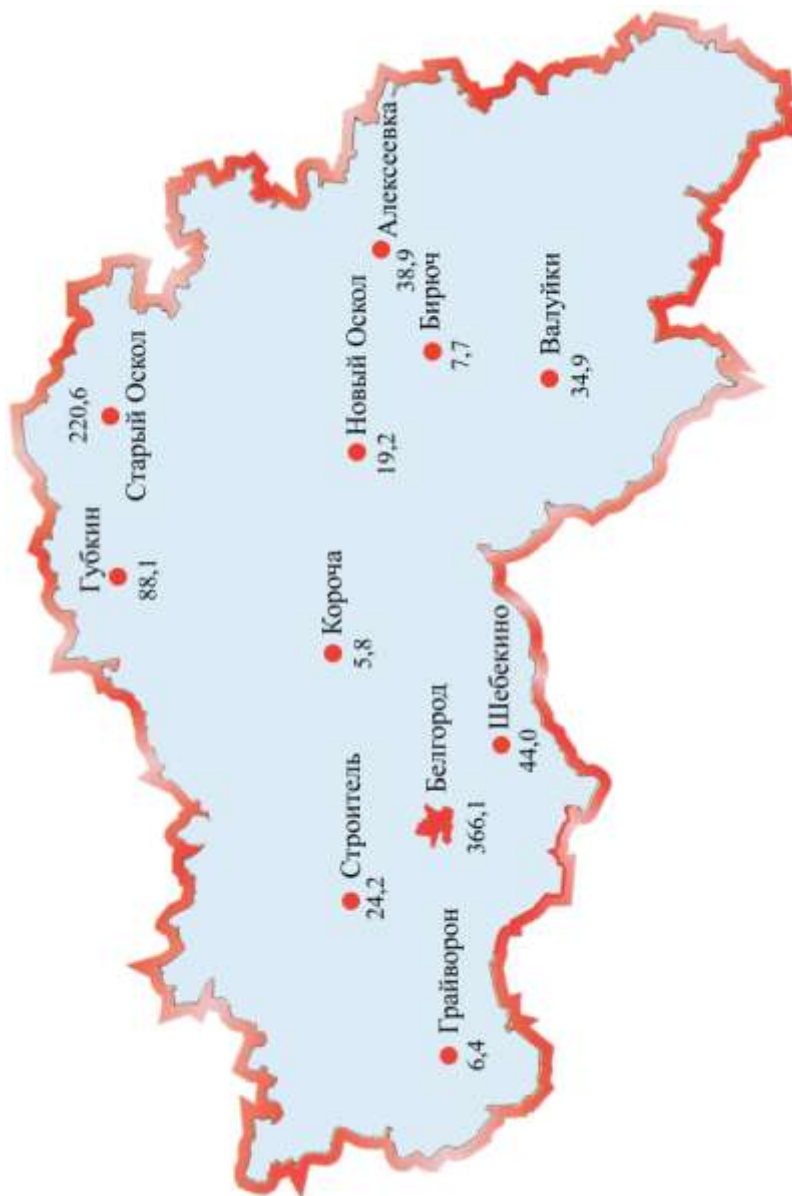 220,6
Старый Оскол
Губкин
88,1
Алексеевка
38,9
Новый Оскол
19,2
Бирюч
7,7
Короча
5,8
Валуйки
34,9
Строитель
24,2
Белгород
366,1
Шебекино
44,0
Грайворон
6,4